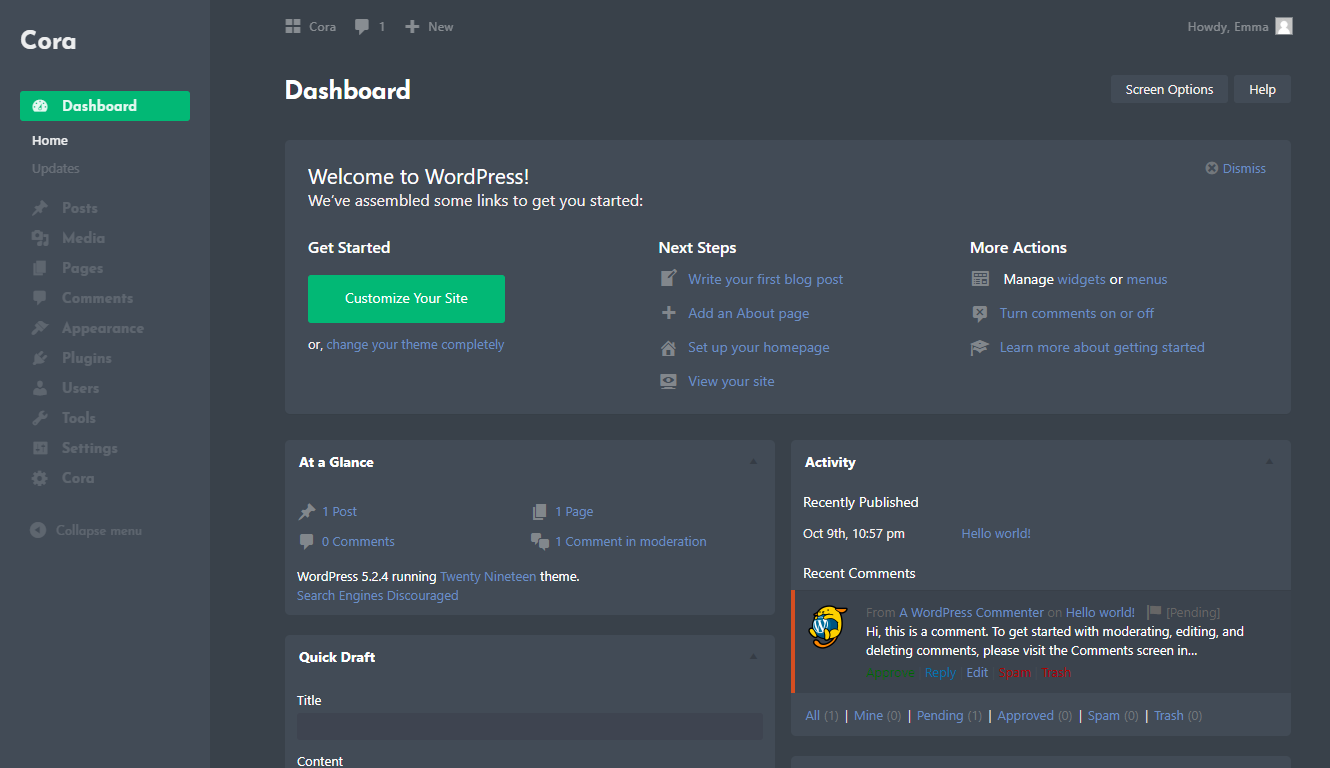 Cora
Dashboard
Home
Updates
Posts
Media
Pages
Comments
Appearance
Plugins
Users
Tools
Settings
Cora
Collapse menu
Cora 1 New
Howdy, Emma
Dashboard
Screen Options Help
Welcome to WordPress!
We've assembled some links to get you started:
Dismiss
Get Started
Customize Your Site
or, change your theme completely
Next Steps
Write your first blog post
Add an About page
Set up your homepage
View your site
More Actions
Manage widgets or menus
Turn comments on or off
Learn more about getting started
At a Glance
1 Post 1 Page
0 Comments 1 Comment in moderation
WordPress 5.2.4 running Twenty Nineteen theme.
Search Engines Discouraged
Quick Draft
Title
Content
Activity
Recently Published
Oct 9th, 10:57 pm Hello world!
Recent Comments
From A WordPress Commenter on Hello world! [Pending]
Hi, this is a comment. To get started with moderating, editing, and
deleting comments, please visit the Comments screen in...
Reply Edit Spam Trash
All (1) | Mine (0) | Pending (1) | Approved (0) | Spam (0) | Trash (0)